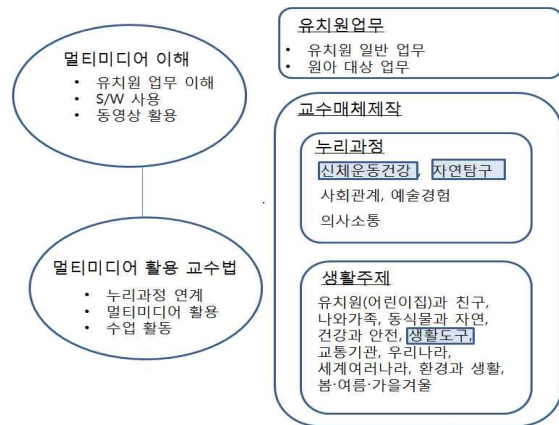 멀티미디어 이해
• 유치원 업무 이해
• S/W 사용
• 동영상 활용
멀티미디어 활용 교수법
• 누리과정 연계
• 멀티미디어 활용
• 수업 활동
유치원업무
• 유치원 일반 업무
• 원아 대상 업무
교수매체제작
누리과정
신체운동건강, 자연탐구
사회관계, 예술경험
의사소통
생활주제
유치원(어린이집)과 친구,
나와가족, 동식물과 자연,
건강과 안전, 생활도구,
교통기관, 우리나라,
세계여러나라, 환경과 생활,
봄·여름·가을겨울